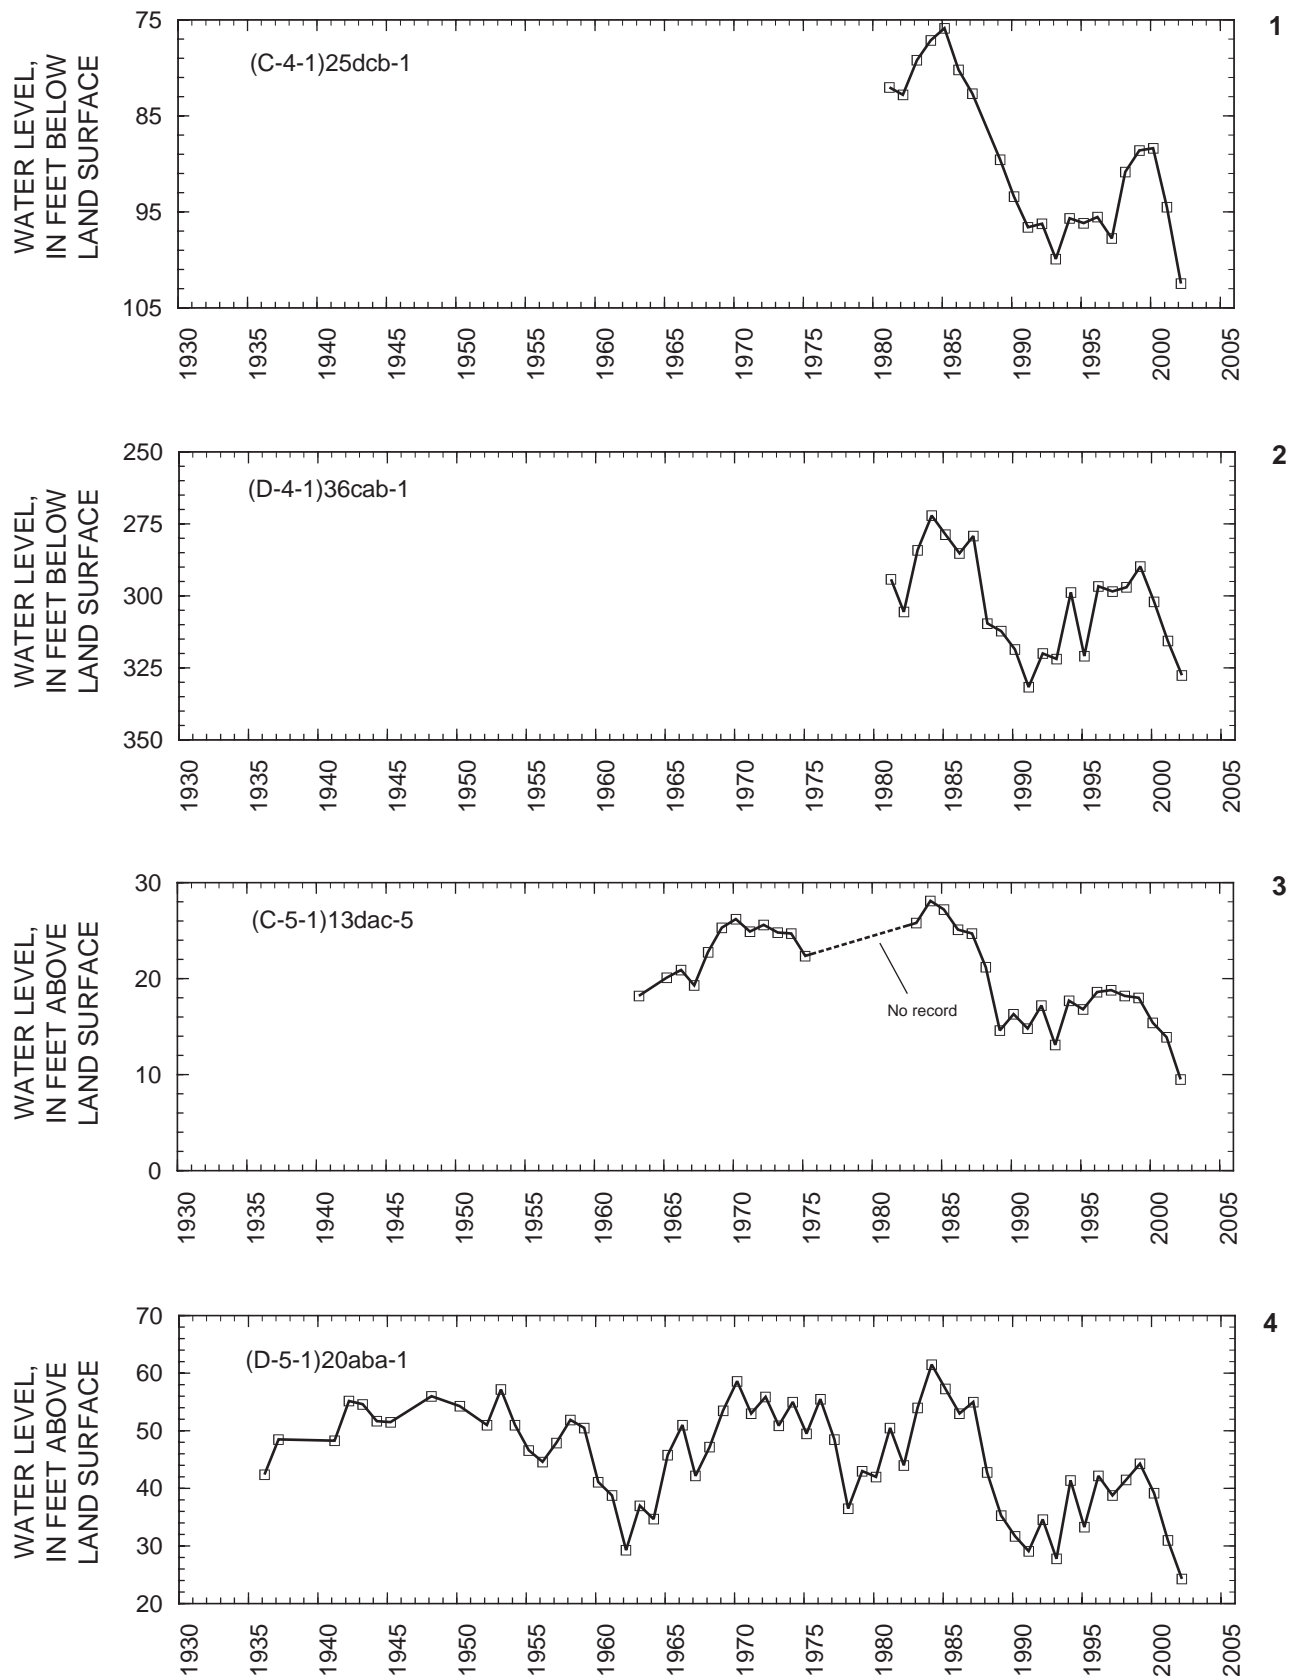 1
WATER LEVEL,
IN FEET BELOW
LAND SURFACE
75
85
95
105
(C-4-1)25dcb-1
1930 1935 1940 1945 1950 1955 1960 1965 1970 1975 1980 1985 1990 1995 2000 2005
2
WATER LEVEL,
IN FEET BELOW
LAND SURFACE
250
275
300
325
350
(D-4-1)36cab-1
1930 1935 1940 1945 1950 1955 1960 1965 1970 1975 1980 1985 1990 1995 2000 2005
3
WATER LEVEL,
IN FEET ABOVE
LAND SURFACE
30
20
10
0
(C-5-1)13dac-5
No record
1930 1935 1940 1945 1950 1955 1960 1965 1970 1975 1980 1985 1990 1995 2000 2005
4
WATER LEVEL,
IN FEET ABOVE
LAND SURFACE
70
60
50
40
30
20
(D-5-1)20aba-1
1930 1935 1940 1945 1950 1955 1960 1965 1970 1975 1980 1985 1990 1995 2000 2005